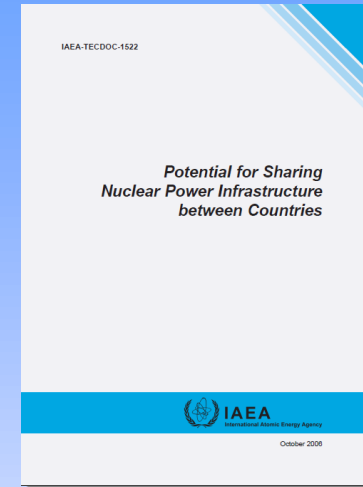 IAEA-TECDOC-1522
Potential for Sharing
Nuclear Power Infrastructure
between Countries
IAEA
International Atomic Energy Agency
October 2006